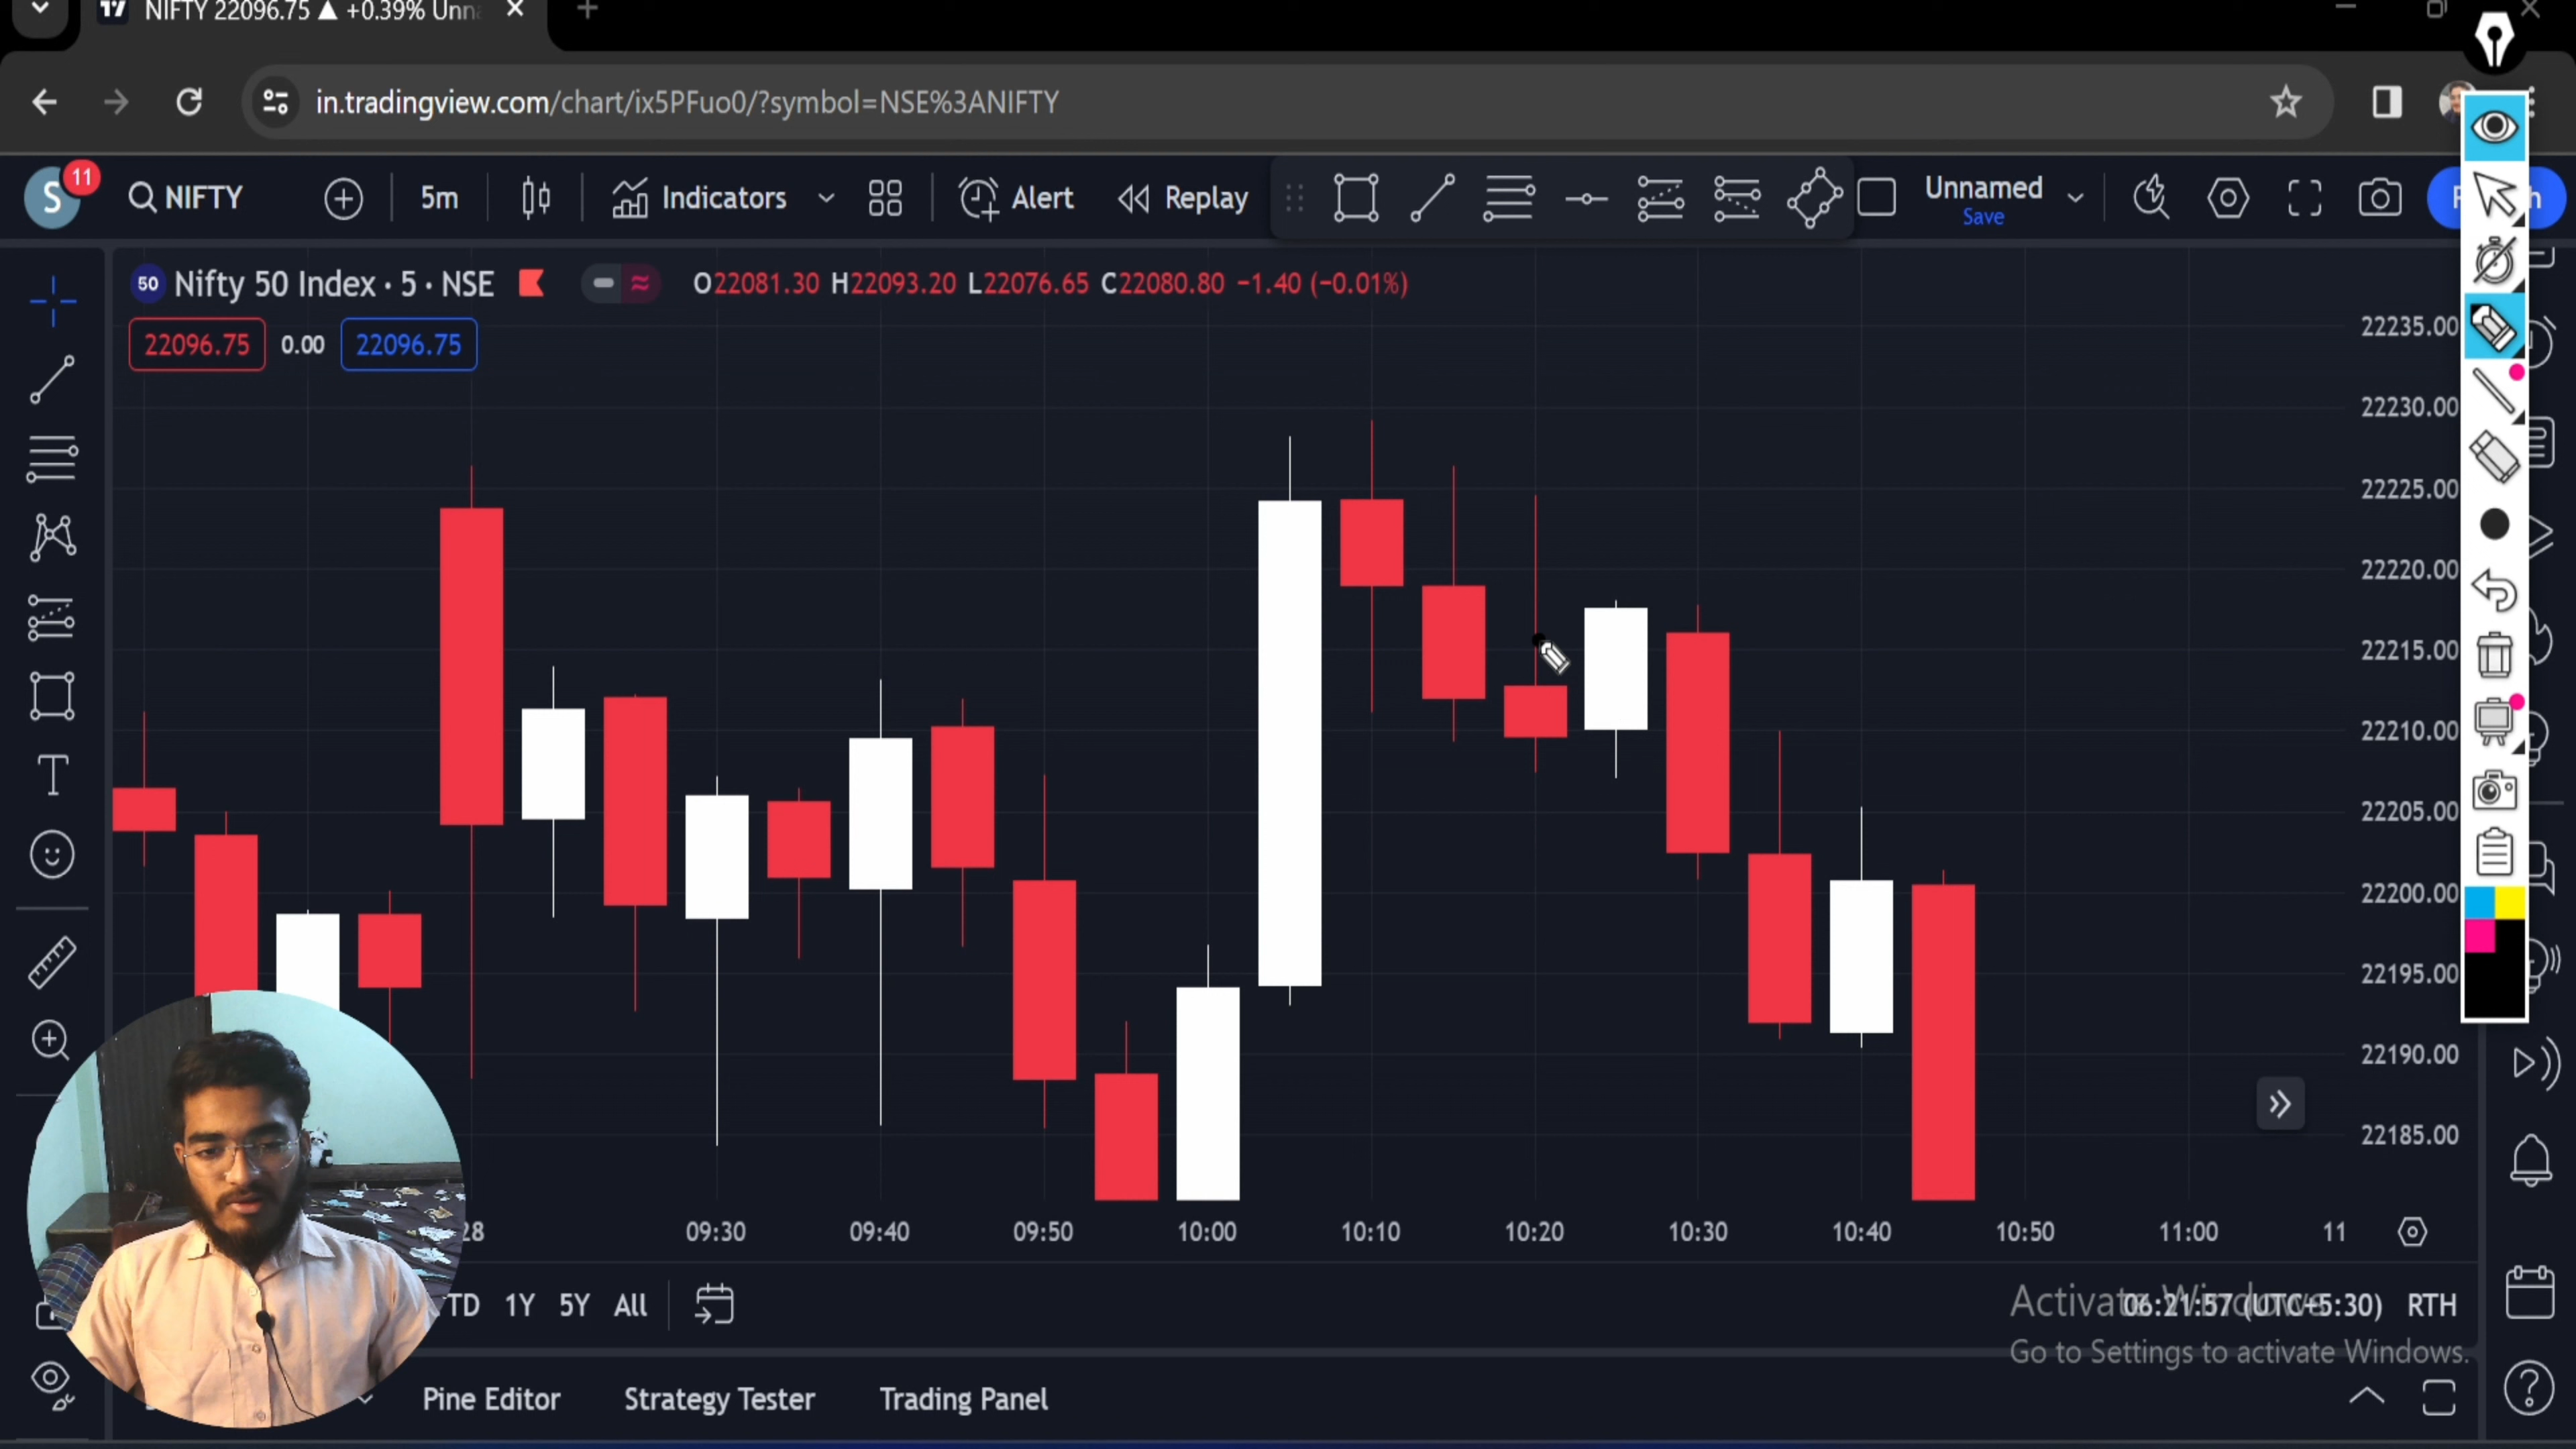 NIFTY 22096.75 ▲ +0.39% Unn
in.tradingview.com/chart/ix5PFuo0/?symbol=NSE%3ANIFTY
S 11 NIFTY 5m Indicators Alert Replay Unnamed
Save
50 Nifty 50 Index · 5 · NSE O22081.30 H22093.20 L22076.65 C22080.80 −1.40 (−0.01%)
22096.75 0.00 22096.75
22235.00
22230.00
22225.00
22220.00
22215.00
22210.00
22205.00
22200.00
22195.00
22190.00
22185.00
28 09:30 09:40 09:50 10:00 10:10 10:20 10:30 10:40 10:50 11:00 11
TD 1Y 5Y All 06:21:57 (UTC+5:30) RTH
Activate Windows
Go to Settings to activate Windows.
Pine Editor Strategy Tester Trading Panel